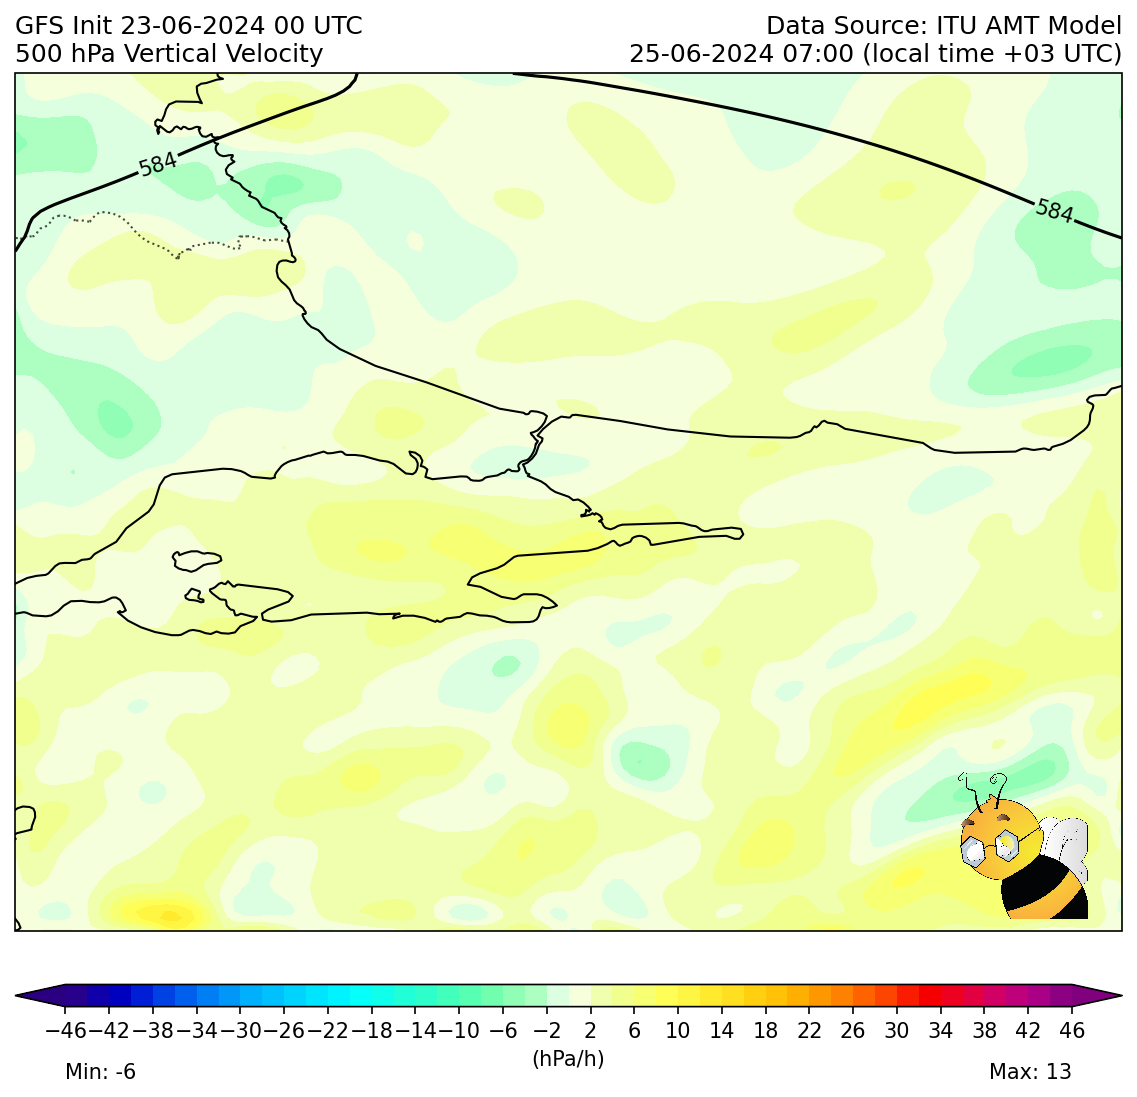 GFS Init 23-06-2024 00 UTC
Data Source: ITU AMT Model
500 hPa Vertical Velocity
25-06-2024 07:00 (local time +03 UTC)
584
584
−46 −42 −38 −34 −30 −26 −22 −18 −14 −10 −6 −2 2 6 10 14 18 22 26 30 34 38 42 46
(hPa/h)
Min: -6
Max: 13